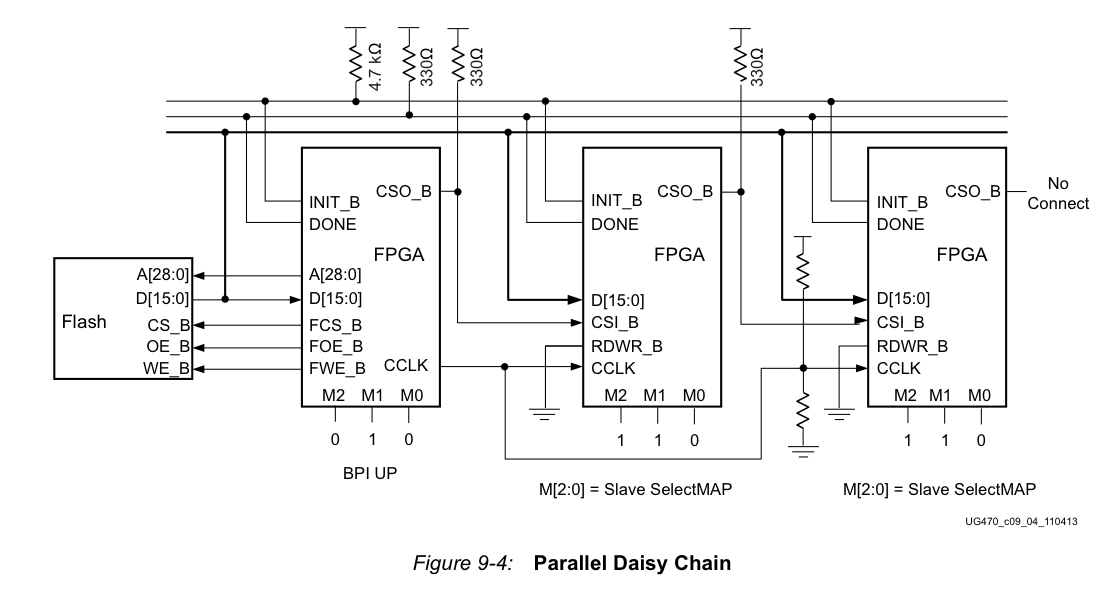 4.7 kΩ
330Ω
330Ω
330Ω
CSO_B
INIT_B
DONE
FPGA
A[28:0]
D[15:0]
FCS_B
FOE_B
FWE_B
CCLK
M2 M1 M0
0 1 0
BPI UP
Flash
A[28:0]
D[15:0]
CS_B
OE_B
WE_B
CSO_B
INIT_B
DONE
FPGA
D[15:0]
CSI_B
RDWR_B
CCLK
M2 M1 M0
1 1 0
M[2:0] = Slave SelectMAP
CSO_B
No
Connect
INIT_B
DONE
FPGA
D[15:0]
CSI_B
RDWR_B
CCLK
M2 M1 M0
1 1 0
M[2:0] = Slave SelectMAP
UG470_c09_04_110413
Figure 9-4: Parallel Daisy Chain